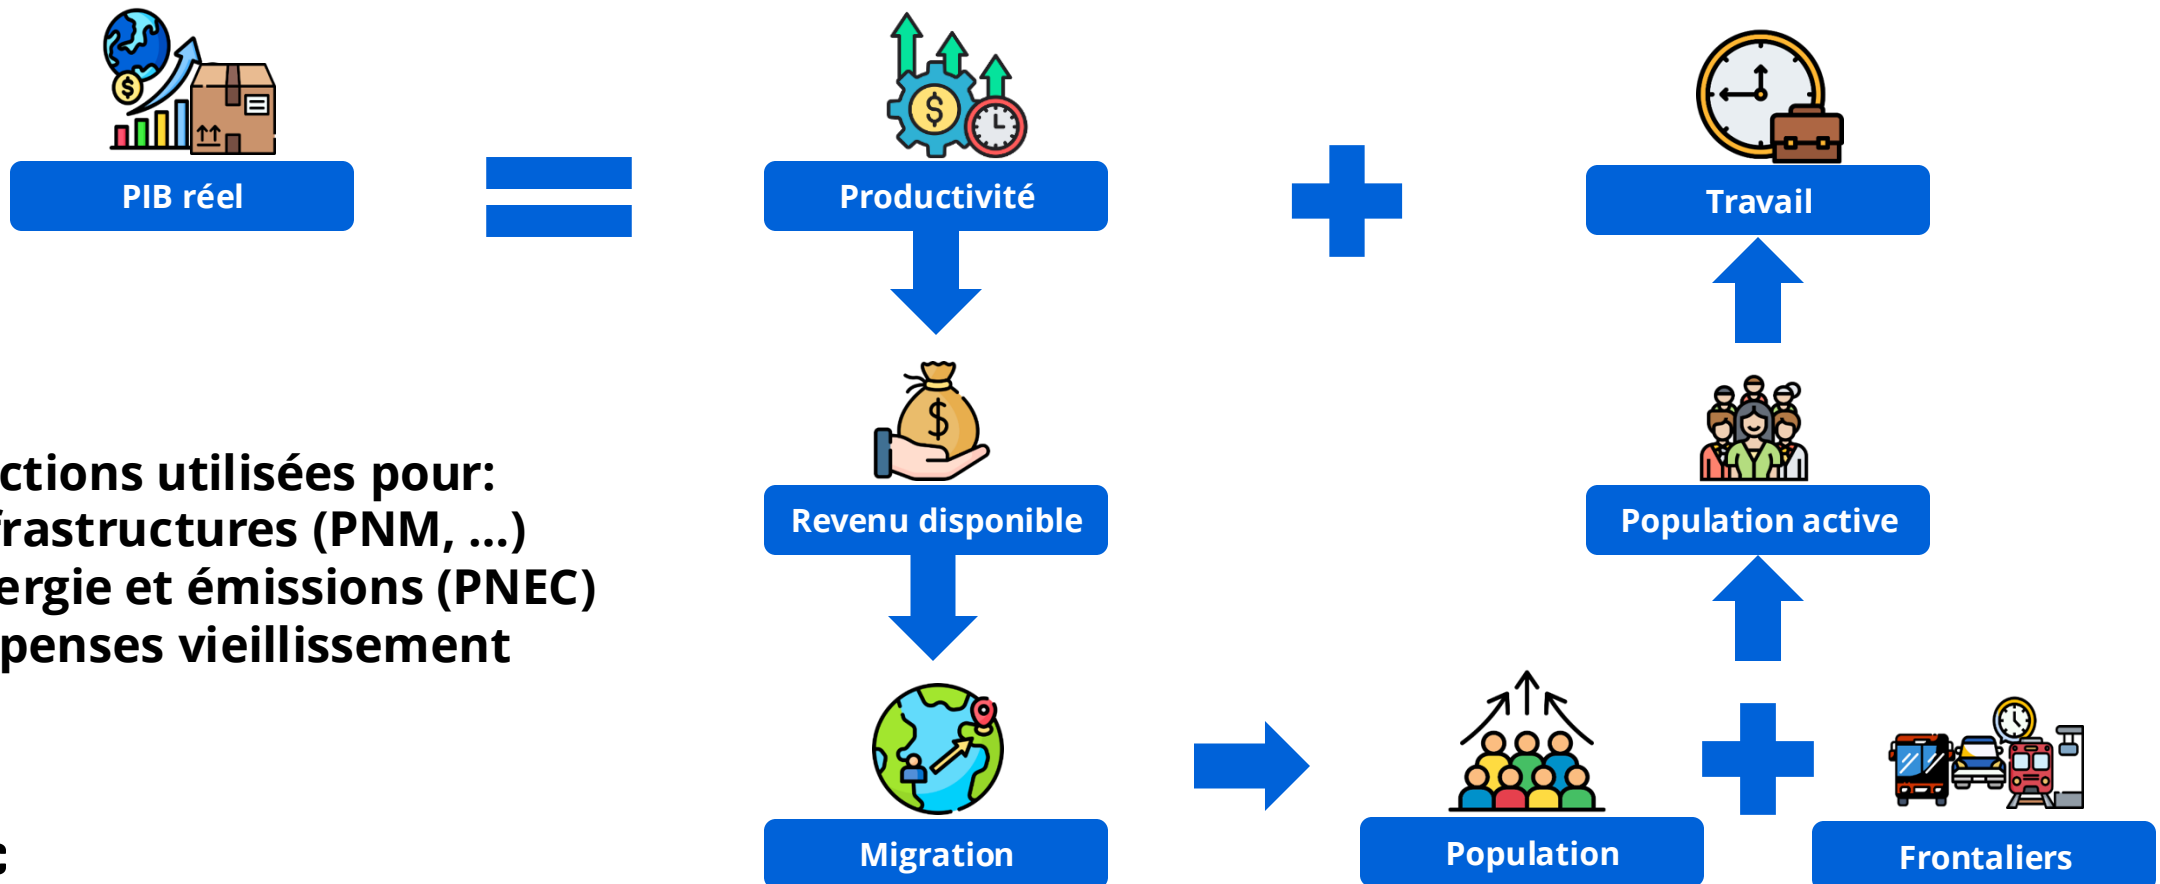 PIB réel
Productivité
Travail
Revenu disponible
Population active
ctions utilisées pour:
frastructures (PNM, ...)
ergie et émissions (PNEC)
penses vieillissement
Migration
Population
Frontaliers